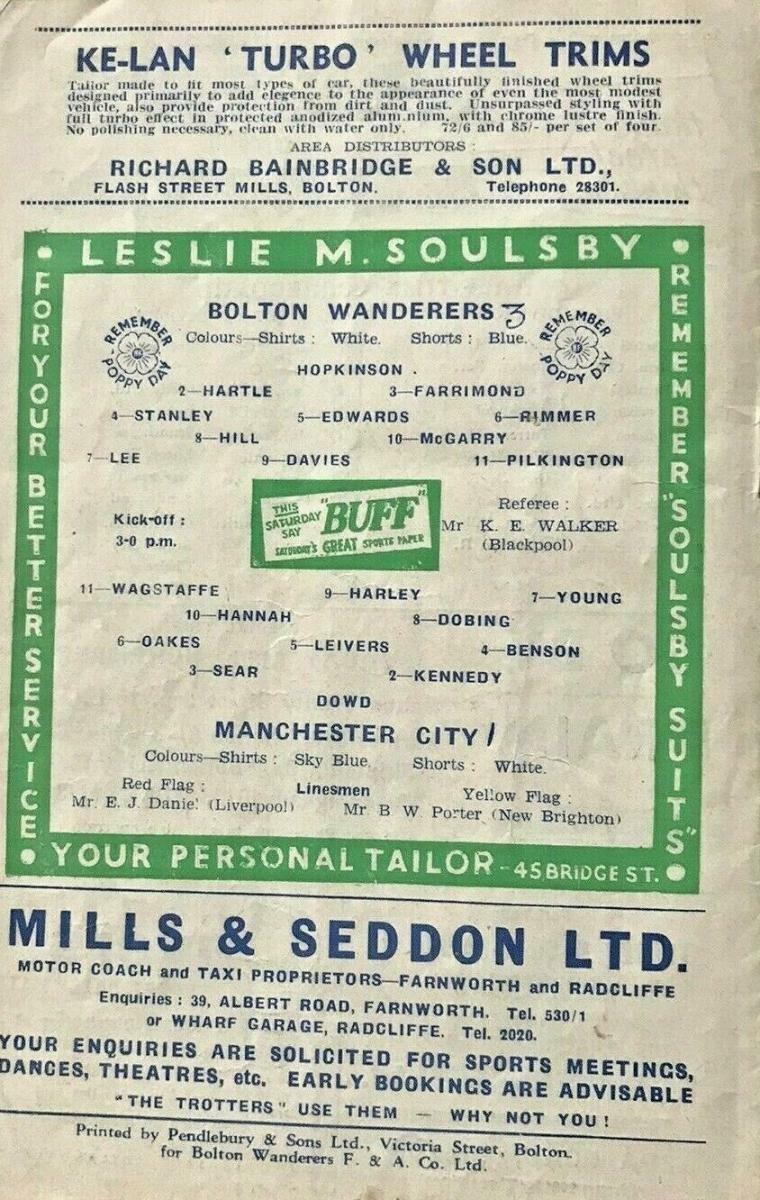 KE-LAN 'TURBO' WHEEL TRIMS
Tailor made to fit most types of car, these beautifully finished wheel trims
designed primarily to add elegence to the appearance of even the most modest
vehicle, also provide protection from dirt and dust. Unsurpassed styling with
full turbo effect in protected anodized alum.nium, with chrome lustre finish.
No polishing necessary, clean with water only. 72/6 and 85/- per set of four.
AREA DISTRIBUTORS :
RICHARD BAINBRIDGE & SON LTD.,
FLASH STREET MILLS, BOLTON. Telephone 28301.
LESLIE M. SOULSBY
FOR YOUR BETTER SERVICE
REMEMBER "SOULSBY SUITS"
BOLTON WANDERERS 3
REMEMBER POPPY DAY
REMEMBER POPPY DAY
Colours—Shirts : White. Shorts : Blue.
HOPKINSON .
2—HARTLE 3—FARRIMOND
4—STANLEY 5—EDWARDS 6—RIMMER
8—HILL 10—McGARRY
7—LEE 9—DAVIES 11—PILKINGTON
Kick-off :
3-0 p.m.
THIS SATURDAY SAY "BUFF"
SATURDAY'S GREAT SPORTS PAPER
Referee :
Mr K. E. WALKER
(Blackpool)
11—WAGSTAFFE 9—HARLEY 7—YOUNG
10—HANNAH 8—DOBING
6—OAKES 5—LEIVERS 4—BENSON
3—SEAR 2—KENNEDY
DOWD
MANCHESTER CITY 1
Colours—Shirts : Sky Blue. Shorts : White.
Red Flag : Linesmen Yellow Flag :
Mr. E. J. Daniel (Liverpool) Mr B W. Porter (New Brighton)
YOUR PERSONAL TAILOR - 45 BRIDGE ST.
MILLS & SEDDON LTD.
MOTOR COACH and TAXI PROPRIETORS—FARNWORTH and RADCLIFFE
Enquiries : 39, ALBERT ROAD, FARNWORTH. Tel. 530/1
or WHARF GARAGE, RADCLIFFE. Tel. 2020.
YOUR ENQUIRIES ARE SOLICITED FOR SPORTS MEETINGS,
DANCES, THEATRES, etc. EARLY BOOKINGS ARE ADVISABLE
"THE TROTTERS" USE THEM — WHY NOT YOU !
Printed by Pendlebury & Sons Ltd., Victoria Street, Bolton.
for Bolton Wanderers F. & A. Co. Ltd.